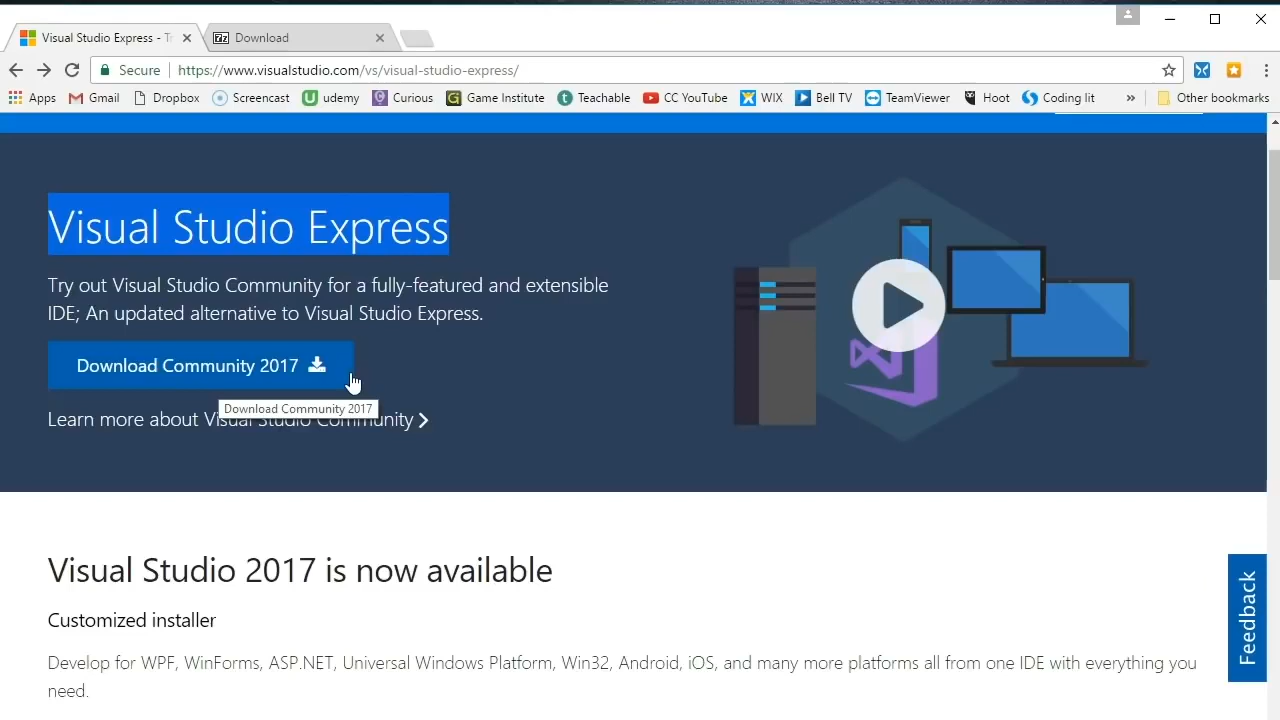 Visual Studio Express - Tr
Download
Secure
https://www.visualstudio.com/vs/visual-studio-express/
Apps
Gmail
Dropbox
Screencast
udemy
Curious
Game Institute
Teachable
CC YouTube
WIX
Bell TV
TeamViewer
Hoot
Coding lit
»
Other bookmarks
Visual Studio Express
Try out Visual Studio Community for a fully-featured and extensible
IDE; An updated alternative to Visual Studio Express.
Download Community 2017
Download Community 2017
Learn more about Visual Studio Community
Visual Studio 2017 is now available
Customized installer
Develop for WPF, WinForms, ASP.NET, Universal Windows Platform, Win32, Android, iOS, and many more platforms all from one IDE with everything you
need.
Feedback